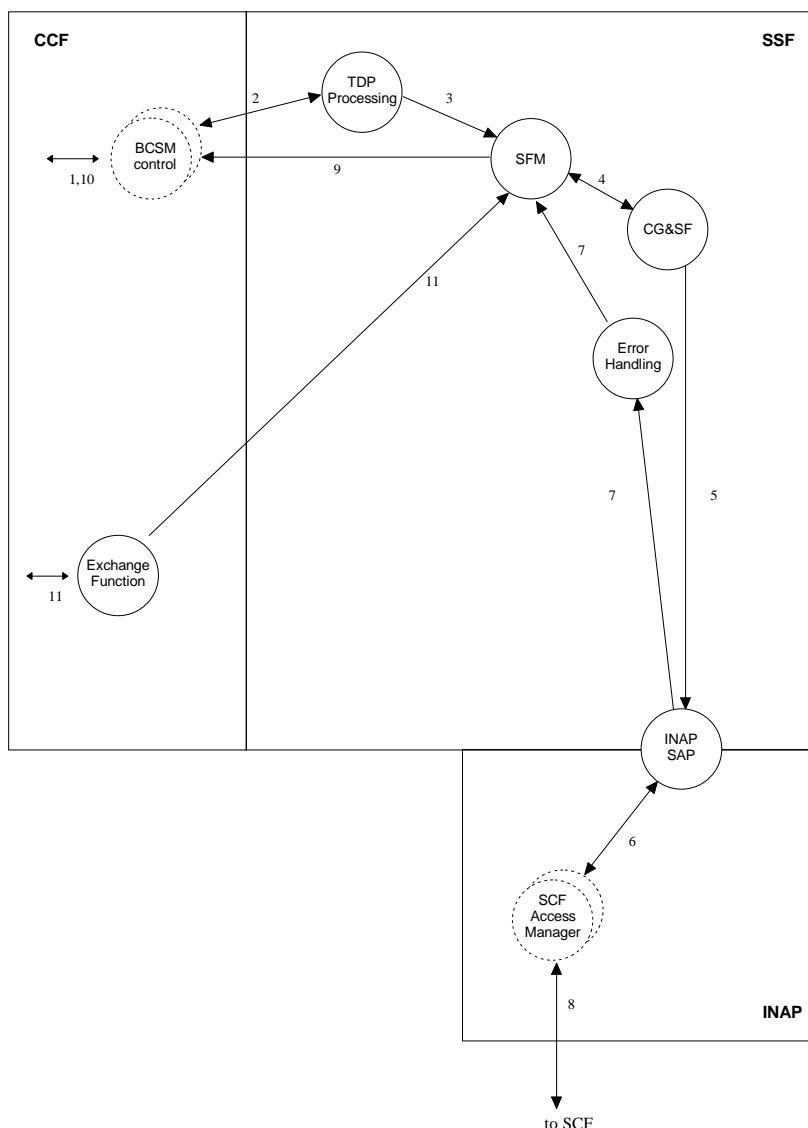 CCF
SSF
TDP
Processing
2
3
BCSM
control
1,10
9
SFM
4
CG&SF
7
11
Error
Handling
7
5
Exchange
Function
11
INAP
SAP
6
SCF
Access
Manager
8
INAP
to SCF